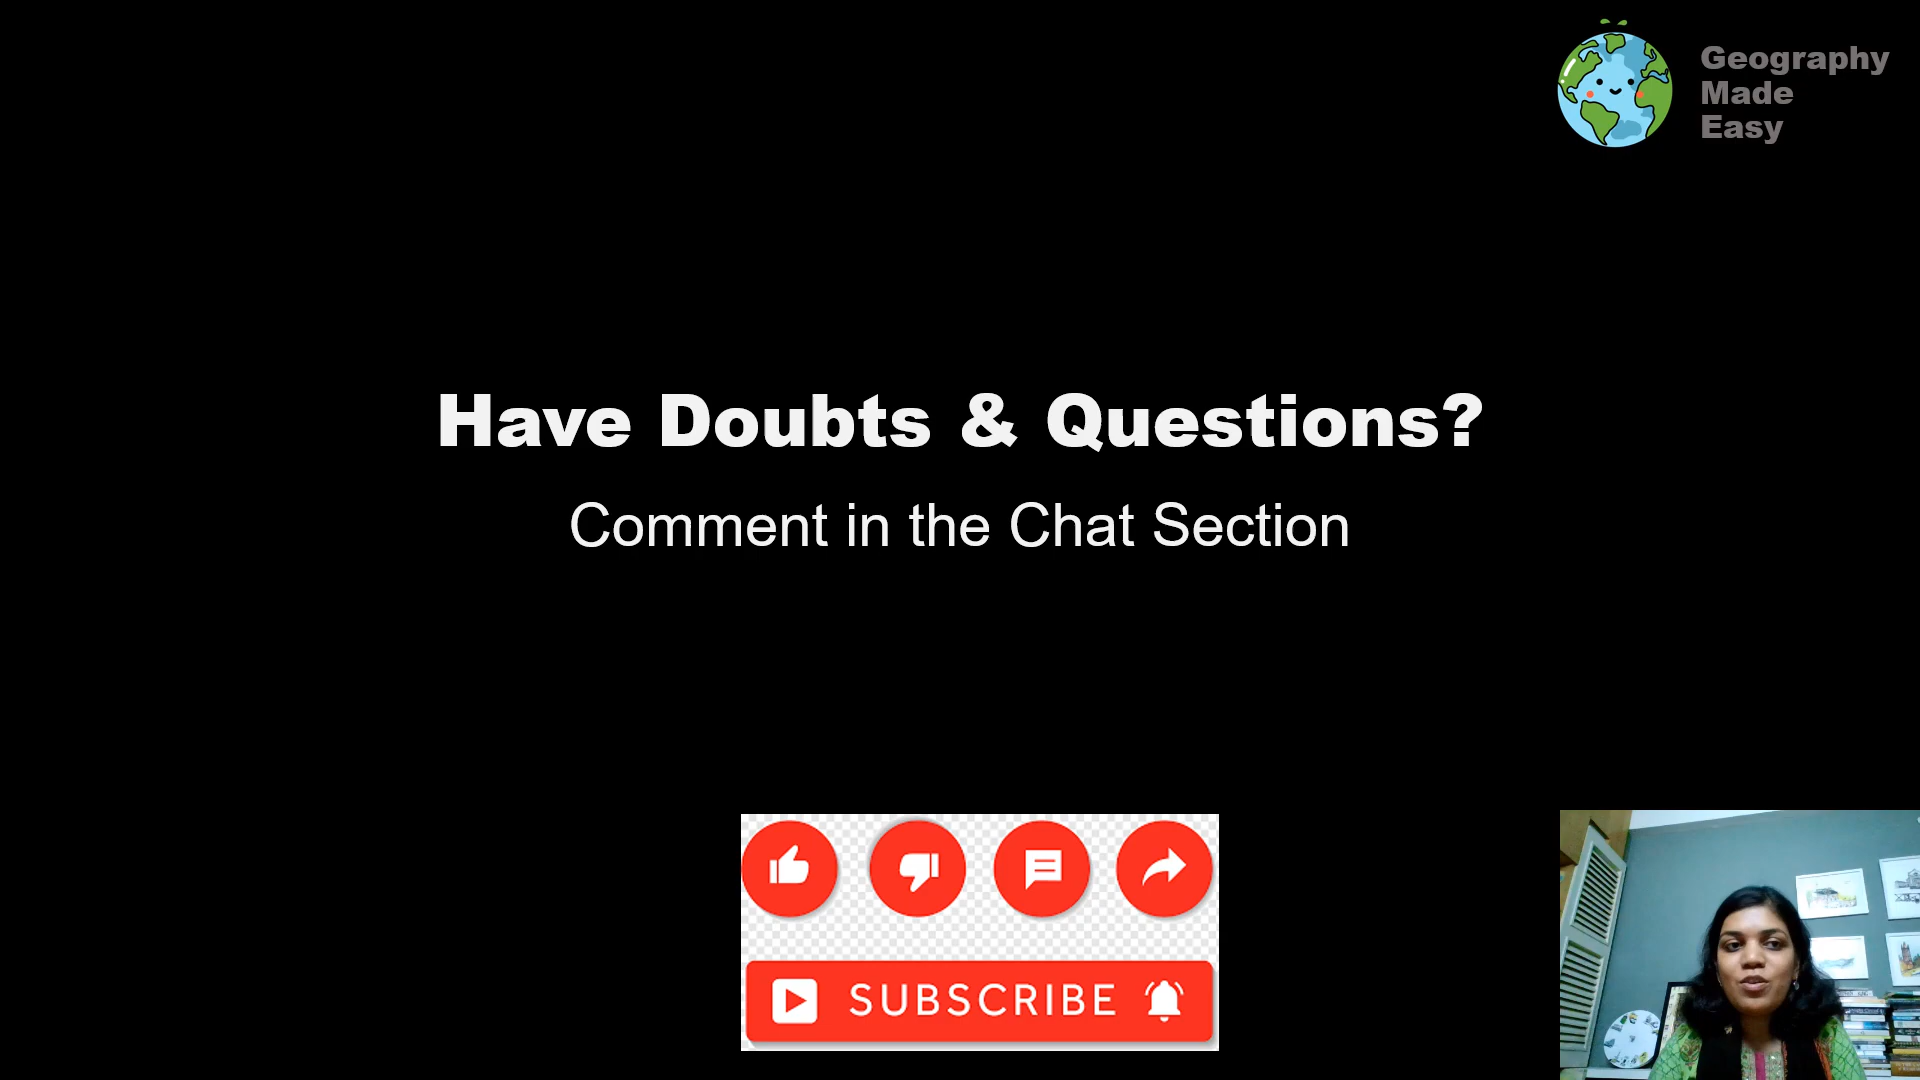 Geography
Made
Easy
Have Doubts & Questions?
Comment in the Chat Section
SUBSCRIBE